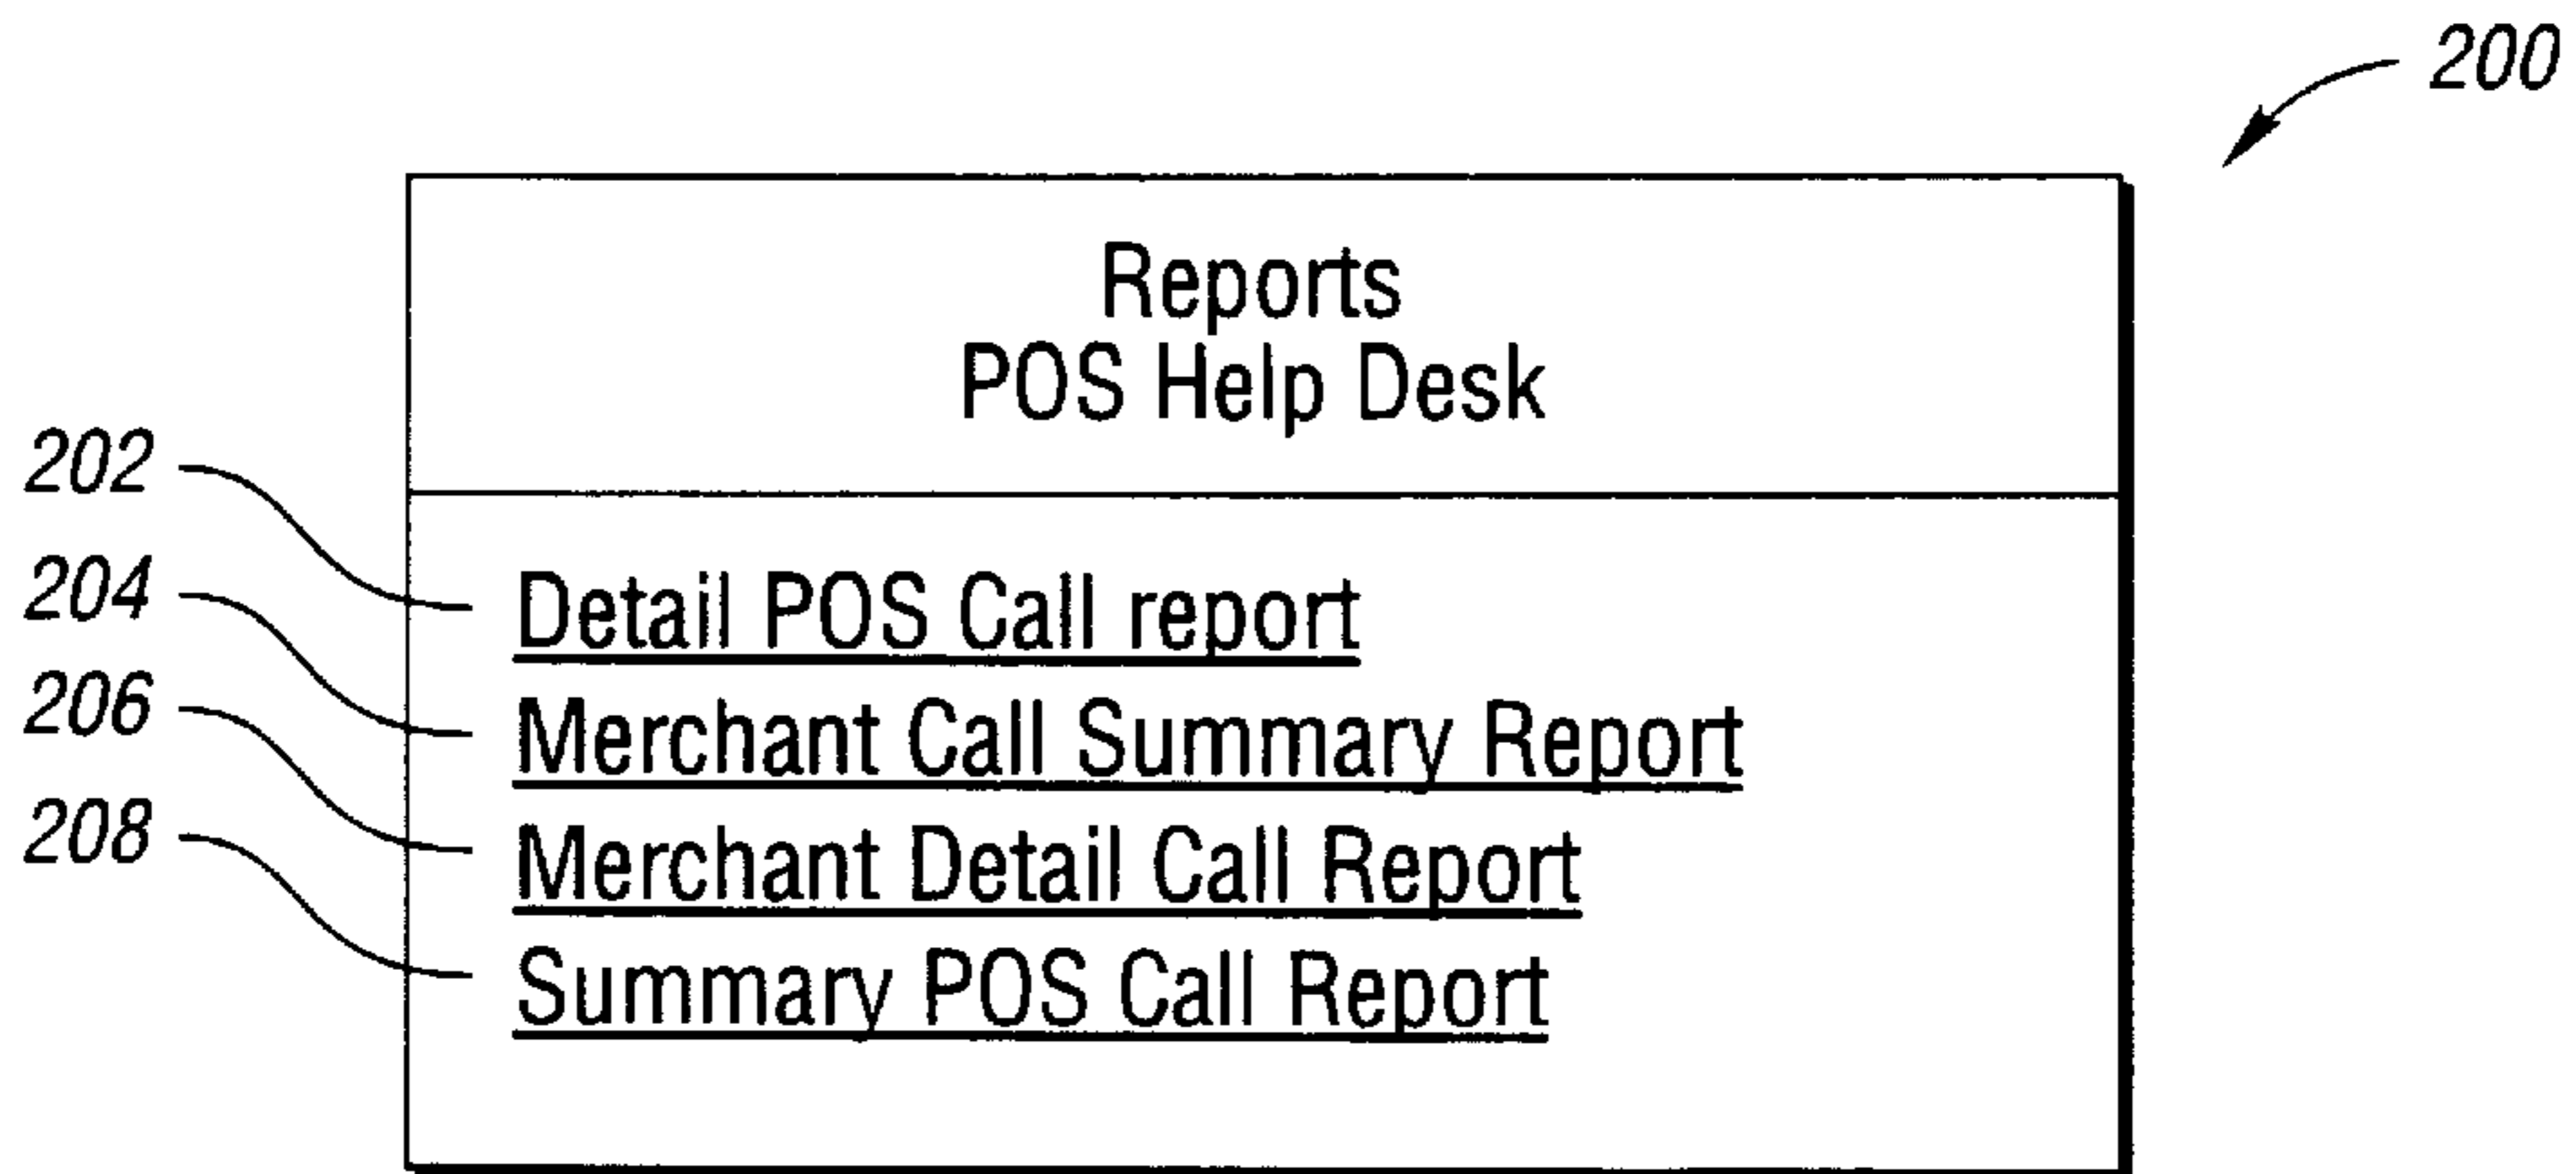 200
Reports
POS Help Desk
202
Detail POS Call report
204
Merchant Call Summary Report
206
Merchant Detail Call Report
208
Summary POS Call Report